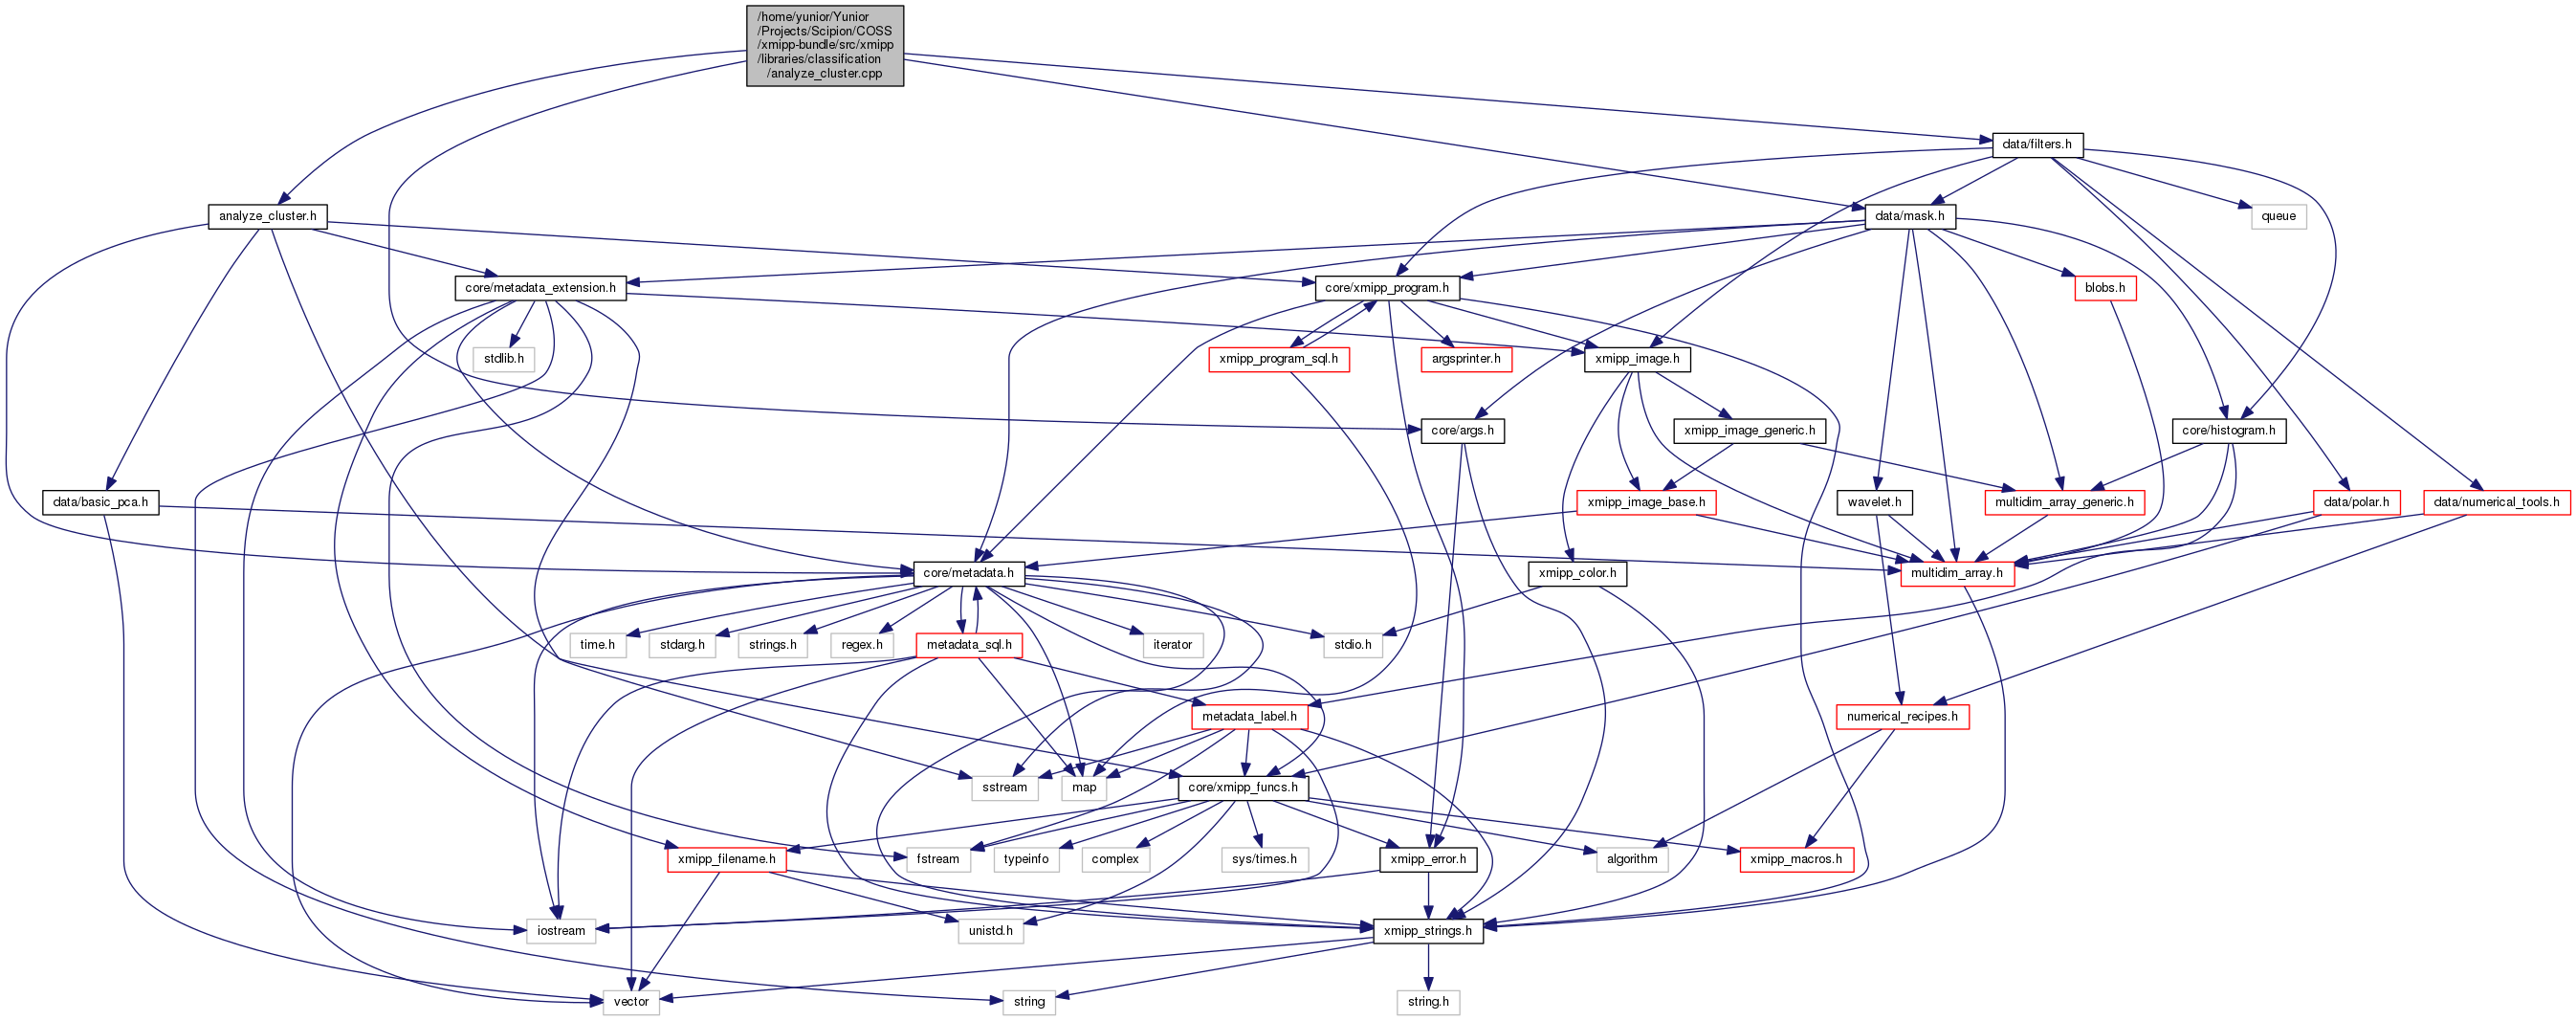 /home/yunior/Yunior
/Projects/Scipion/COSS
/xmipp-bundle/src/xmipp
/libraries/classification
/analyze_cluster.cpp
data/filters.h
analyze_cluster.h
data/mask.h
queue
core/metadata_extension.h
core/xmipp_program.h
blobs.h
stdlib.h
xmipp_program_sql.h
argsprinter.h
xmipp_image.h
core/args.h
xmipp_image_generic.h
core/histogram.h
data/basic_pca.h
xmipp_image_base.h
wavelet.h
multidim_array_generic.h
data/polar.h
data/numerical_tools.h
core/metadata.h
xmipp_color.h
multidim_array.h
time.h
stdarg.h
strings.h
regex.h
metadata_sql.h
iterator
stdio.h
metadata_label.h
numerical_recipes.h
sstream
map
core/xmipp_funcs.h
xmipp_filename.h
fstream
typeinfo
complex
sys/times.h
xmipp_error.h
algorithm
xmipp_macros.h
iostream
unistd.h
xmipp_strings.h
vector
string
string.h